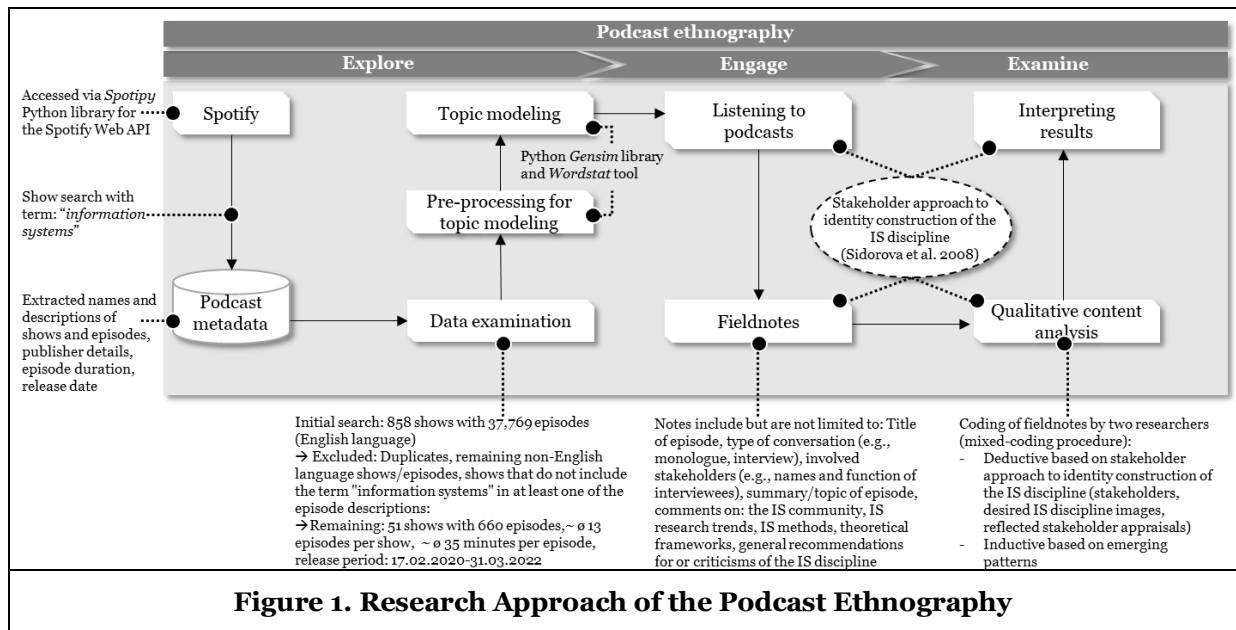 Podcast ethnography
Explore
Engage
Examine
Accessed via Spotipy
Python library for
the Spotify Web API
Spotify
Topic modeling
Listening to
podcasts
Interpreting
results
Python Gensim library
and Wordstat tool
Show search with
term: “information
systems”
Pre-processing for
topic modeling
Stakeholder approach to
identity construction of the
IS discipline
(Sidorova et al. 2008)
Extracted names and
descriptions of
shows and episodes,
publisher details,
episode duration,
release date
Podcast
metadata
Data examination
Fieldnotes
Qualitative content
analysis
Initial search: 858 shows with 37,769 episodes
(English language)
→ Excluded: Duplicates, remaining non-English
language shows/episodes, shows that do not include
the term "information systems" in at least one of the
episode descriptions:
→Remaining: 51 shows with 660 episodes,~ ø 13
episodes per show, ~ ø 35 minutes per episode,
release period: 17.02.2020-31.03.2022
Notes include but are not limited to: Title
of episode, type of conversation (e.g.,
monologue, interview), involved
stakeholders (e.g., names and function of
interviewees), summary/topic of episode,
comments on: the IS community, IS
research trends, IS methods, theoretical
frameworks, general recommendations
for or criticisms of the IS discipline
Coding of fieldnotes by two researchers
(mixed-coding procedure):
- Deductive based on stakeholder
approach to identity construction of
the IS discipline (stakeholders,
desired IS discipline images,
reflected stakeholder appraisals)
- Inductive based on emerging
patterns
Figure 1. Research Approach of the Podcast Ethnography